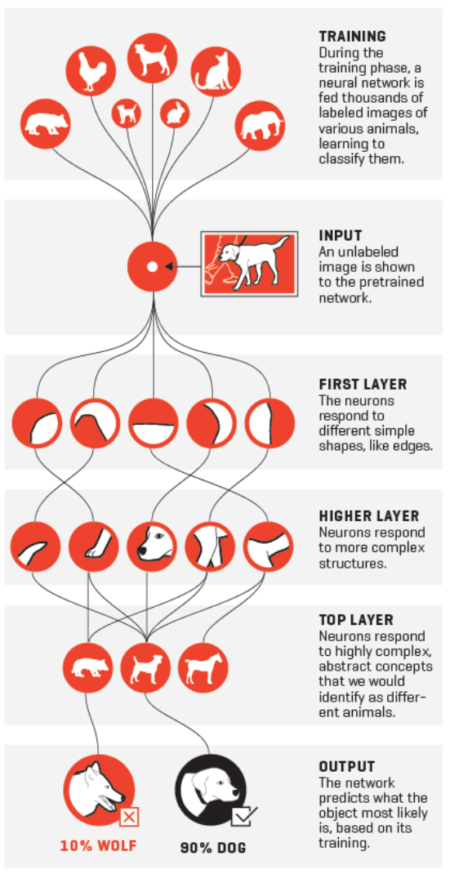 TRAINING
During the
training phase, a
neural network is
fed thousands of
labeled images of
various animals,
learning to
classify them.
INPUT
An unlabeled
image is shown
to the pretrained
network.
FIRST LAYER
The neurons
respond to
different simple
shapes, like edges.
HIGHER LAYER
Neurons respond
to more complex
structures.
TOP LAYER
Neurons respond
to highly complex,
abstract concepts
that we would
identify as differ-
ent animals.
OUTPUT
The network
predicts what the
object most likely
is, based on its
training.
10% WOLF
90% DOG